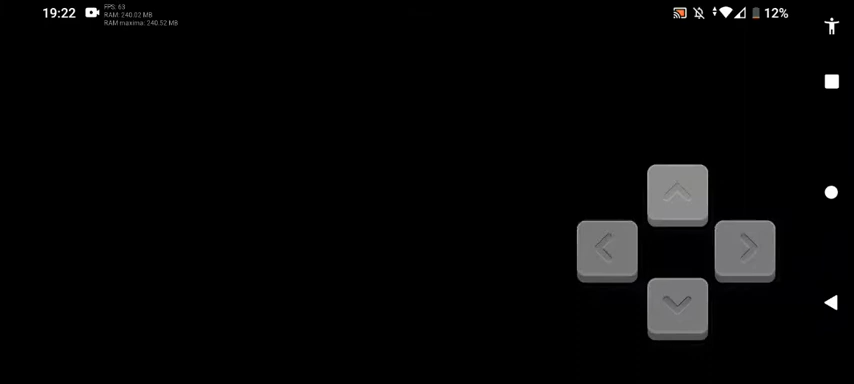 19:22
FPS: 63
RAM: 240.02 MB
RAM maxima: 240.52 MB
12%